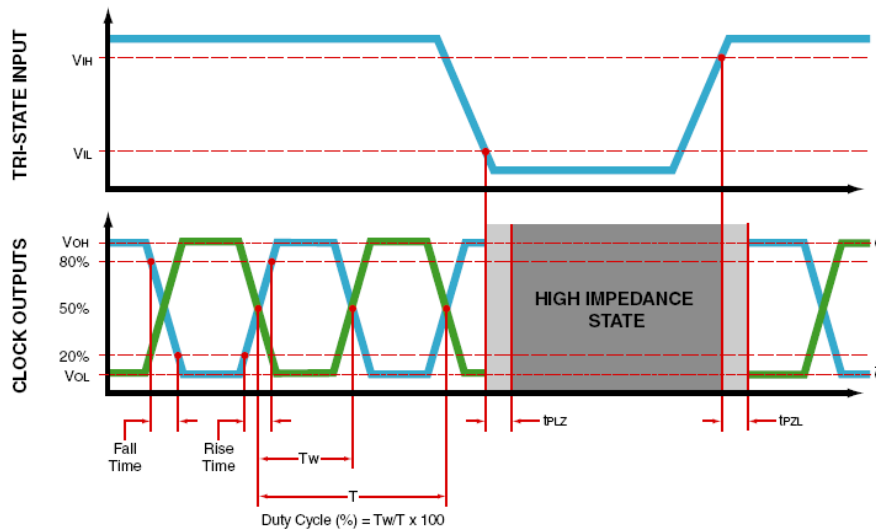 TRI-STATE INPUT
VIH
VIL
CLOCK OUTPUTS
VOH
80%
50%
20%
VOL
HIGH IMPEDANCE
STATE
Fall
Time
Rise
Time
Tw
T
tPLZ
tPZL
Duty Cycle (%) = Tw/T x 100